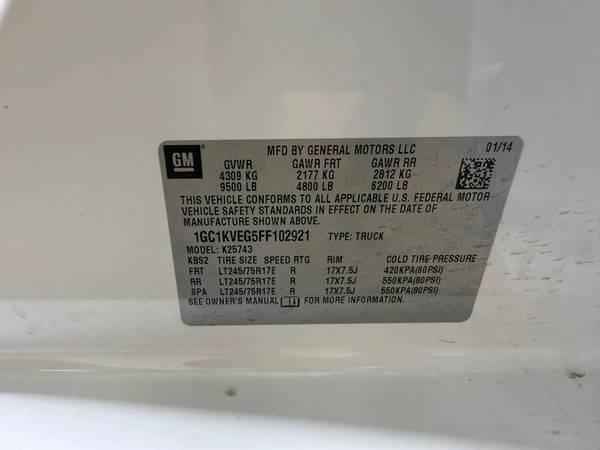 MFD BY GENERAL MOTORS LLC 01/14
GM
GVWR GAWR FRT GAWR RR
4309 KG 2177 KG 2812 KG
9500 LB 4800 LB 6200 LB
THIS VEHICLE CONFORMS TO ALL APPLICABLE U.S. FEDERAL MOTOR
VEHICLE SAFETY STANDARDS IN EFFECT ON THE DATE OF
MANUFACTURE SHOWN ABOVE.
1GC1KVEG5FF102921 TYPE: TRUCK
MODEL: K25743
KBS2 TIRE SIZE SPEED RTG RIM COLD TIRE PRESSURE
FRT LT245/75R17E R 17X7.5J 420KPA(60PSI)
RR LT245/75R17E R 17X7.5J 550KPA(80PSI)
SPA LT245/75R17E R 17X7.5J 550KPA(80PSI)
SEE OWNER'S MANUAL FOR MORE INFORMATION.